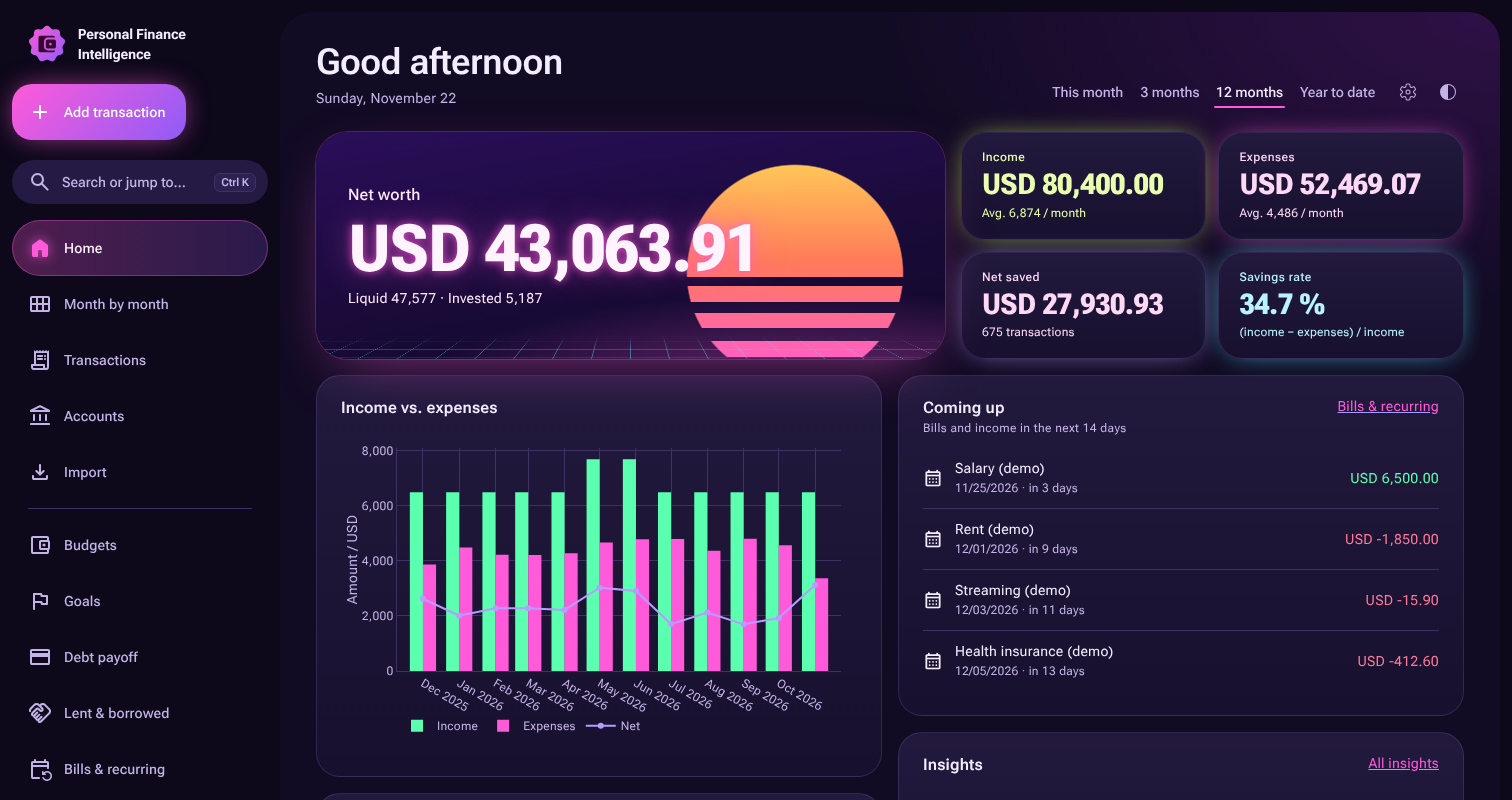 Personal Finance
Intelligence
Add transaction
Search or jump to...
Ctrl K
Home
Month by month
Transactions
Accounts
Import
Budgets
Goals
Debt payoff
Lent & borrowed
Bills & recurring
Good afternoon
Sunday, November 22
This month
3 months
12 months
Year to date
Net worth
USD 43,063.91
Liquid 47,577 · Invested 5,187
Income
USD 80,400.00
Avg. 6,874 / month
Expenses
USD 52,469.07
Avg. 4,486 / month
Net saved
USD 27,930.93
675 transactions
Savings rate
34.7 %
(income − expenses) / income
Income vs. expenses
Amount / USD
8,000
6,000
4,000
2,000
0
Dec 2025
Jan 2026
Feb 2026
Mar 2026
Apr 2026
May 2026
Jun 2026
Jul 2026
Aug 2026
Sep 2026
Oct 2026
Income
Expenses
Net
Coming up
Bills & recurring
Bills and income in the next 14 days
Salary (demo)
11/25/2026 · in 3 days
USD 6,500.00
Rent (demo)
12/01/2026 · in 9 days
USD -1,850.00
Streaming (demo)
12/03/2026 · in 11 days
USD -15.90
Health insurance (demo)
12/05/2026 · in 13 days
USD -412.60
Insights
All insights